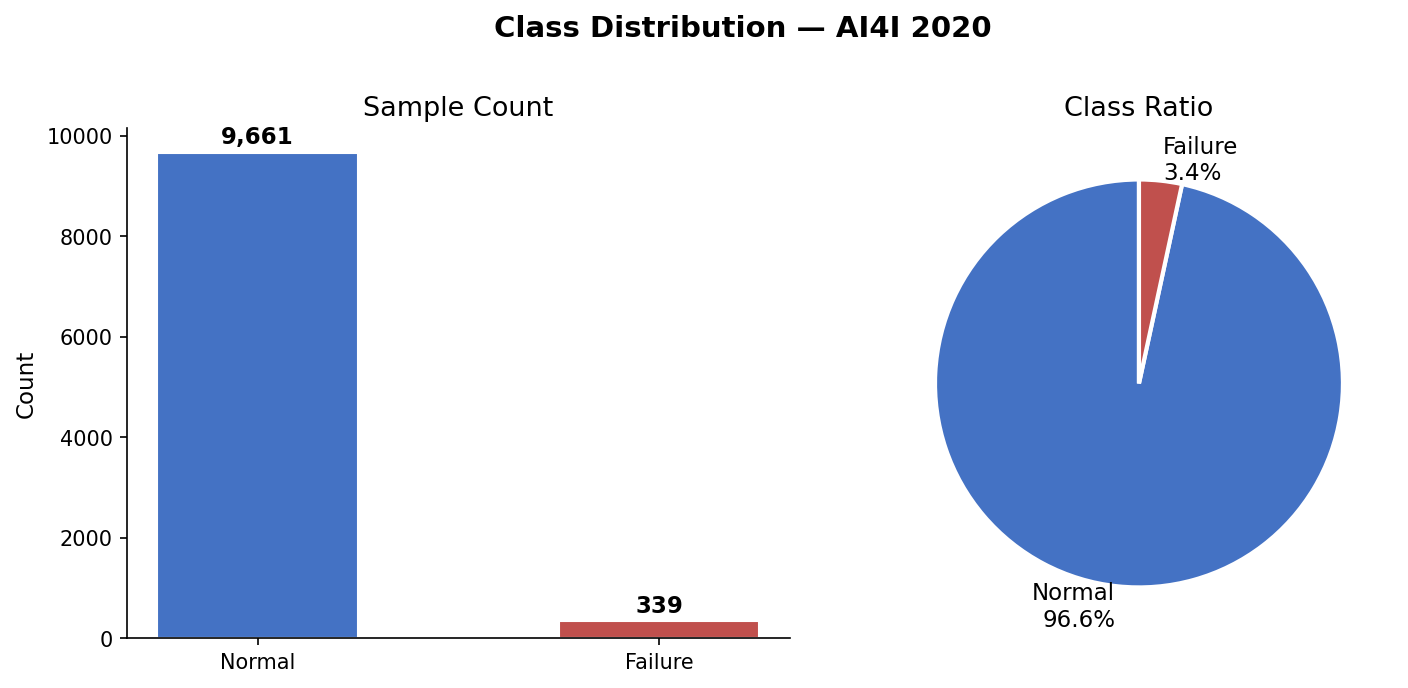 Class Distribution — AI4I 2020
Sample Count
10000
8000
6000
4000
2000
0
Count
9,661
339
Normal
Failure
Class Ratio
Failure
3.4%
Normal
96.6%